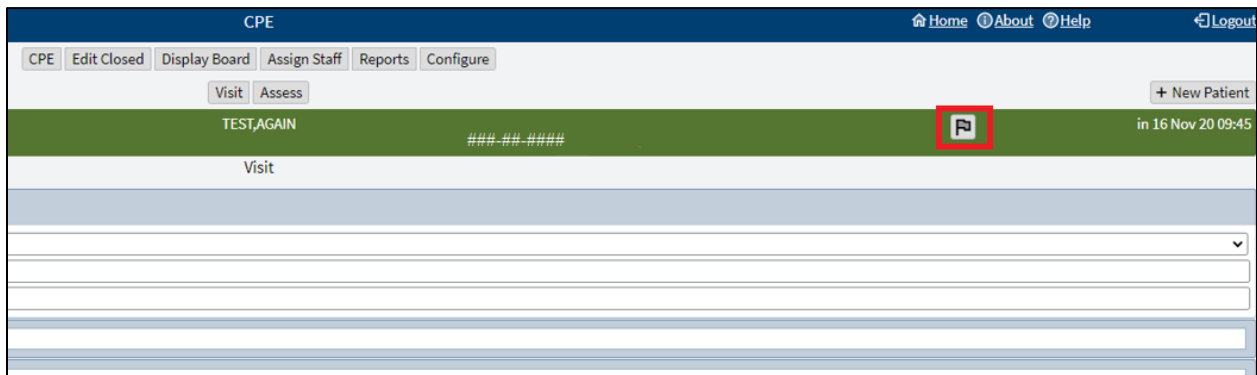 CPE Home About Help Logout
CPE Edit Closed Display Board Assign Staff Reports Configure
Visit Assess + New Patient
TEST,AGAIN in 16 Nov 20 09:45
###-##-####
Visit